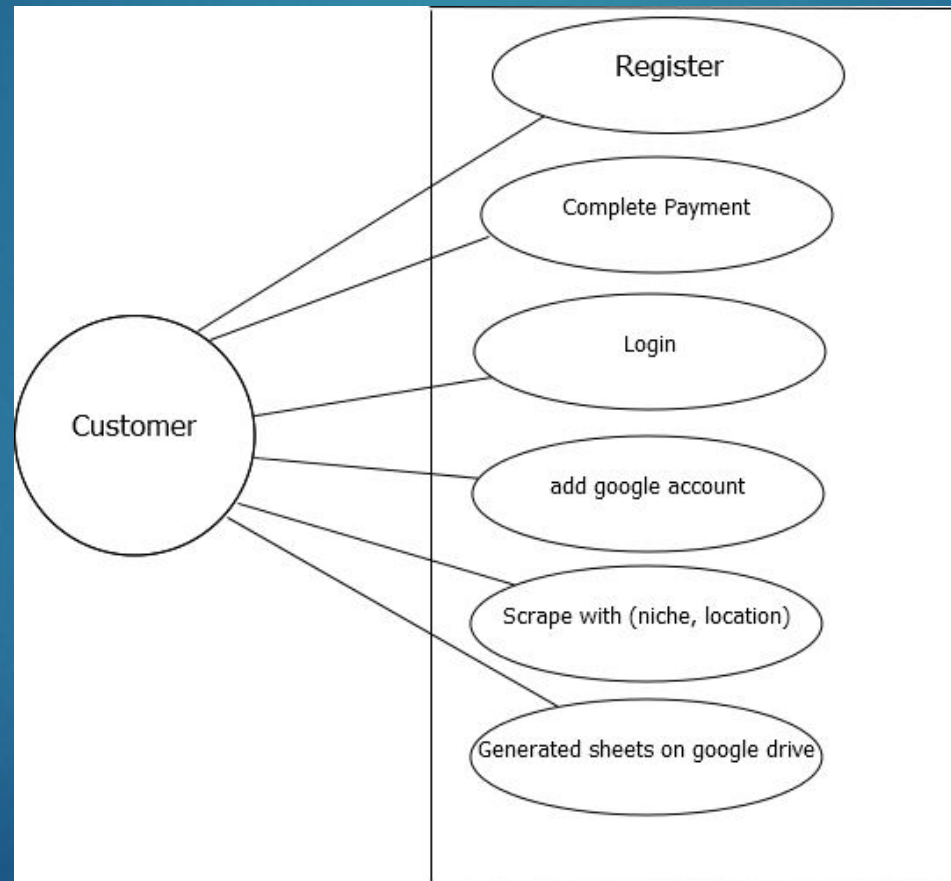 Register
Complete Payment
Login
Customer
add google account
Scrape with (niche, location)
Generated sheets on google drive